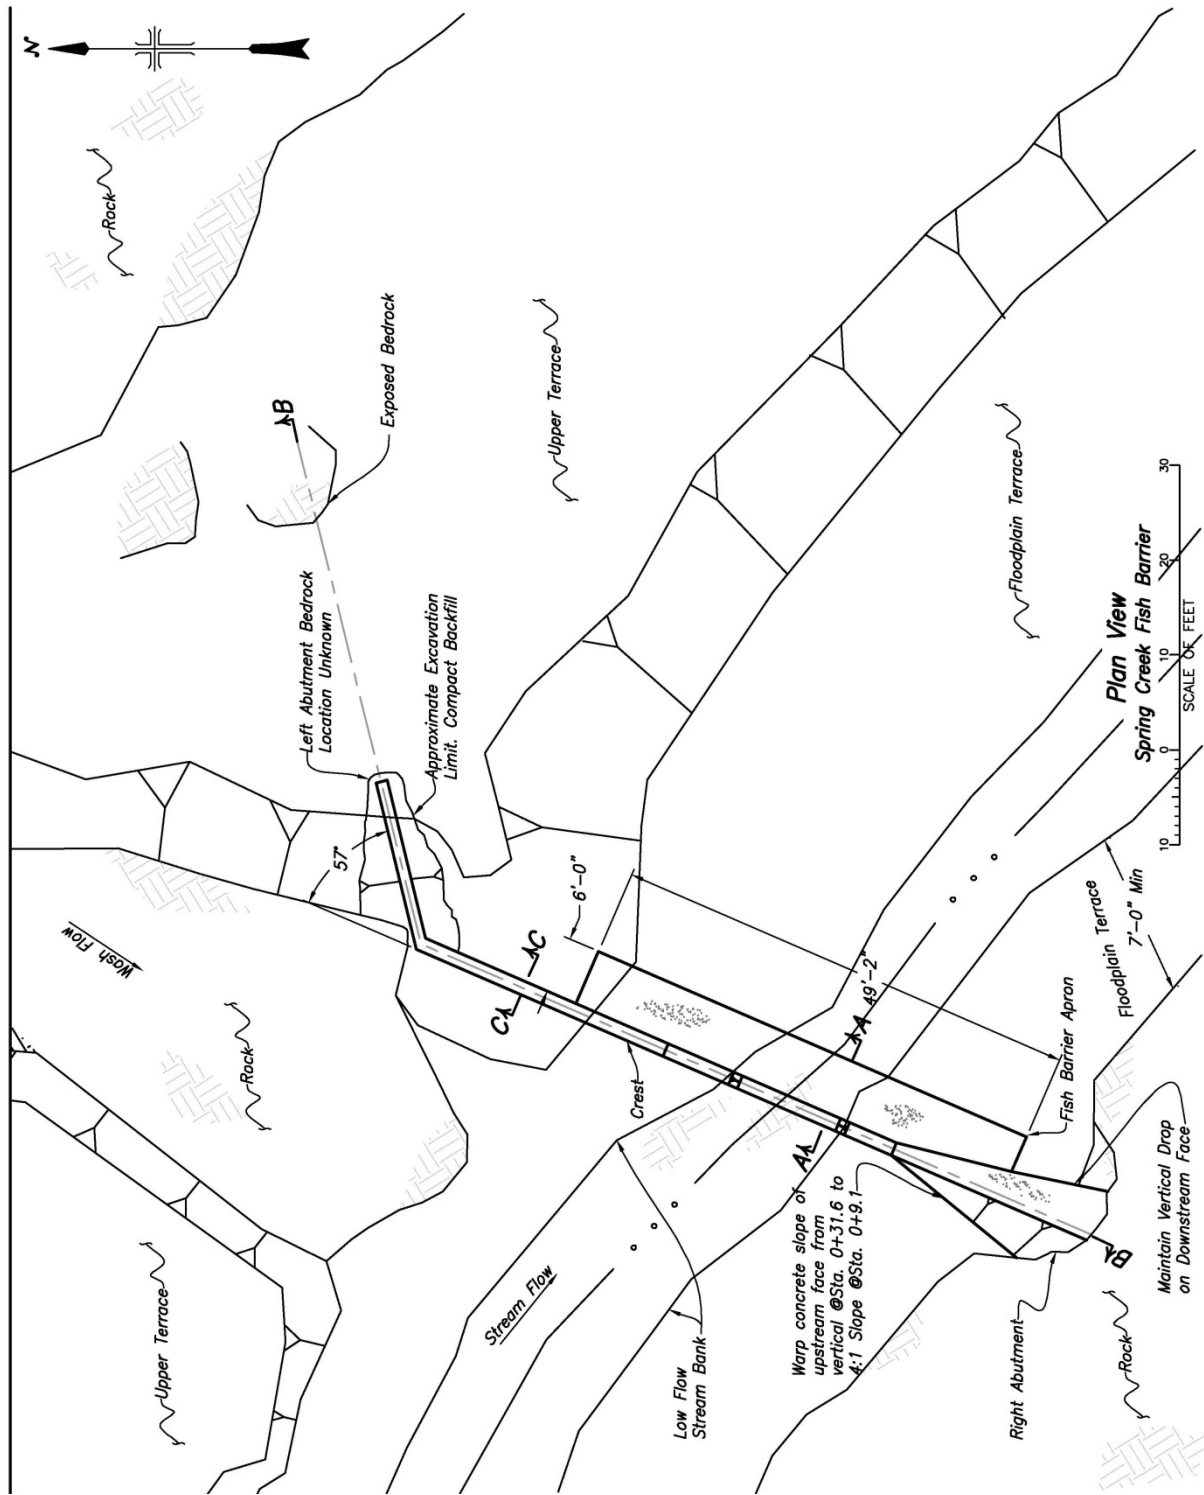 N
Rock
Exposed Bedrock
B
Upper Terrace
Left Abutment Bedrock
Location Unknown
Approximate Excavation
Limit. Compact Backfill
57°
Wash Flow
Rock
Upper Terrace
C
C
6'-0"
Crest
49'-2"
A
A
Floodplain Terrace
Plan View
Spring Creek Fish Barrier
10 0 10 20 30
SCALE OF FEET
Floodplain Terrace
7'-0" Min
Fish Barrier Apron
Stream Flow
Low Flow
Stream Bank
Warp concrete slope of
upstream face from
vertical @Sta. 0+31.6 to
4:1 Slope @Sta. 0+9.1
Right Abutment
B
Rock
Maintain Vertical Drop
on Downstream Face